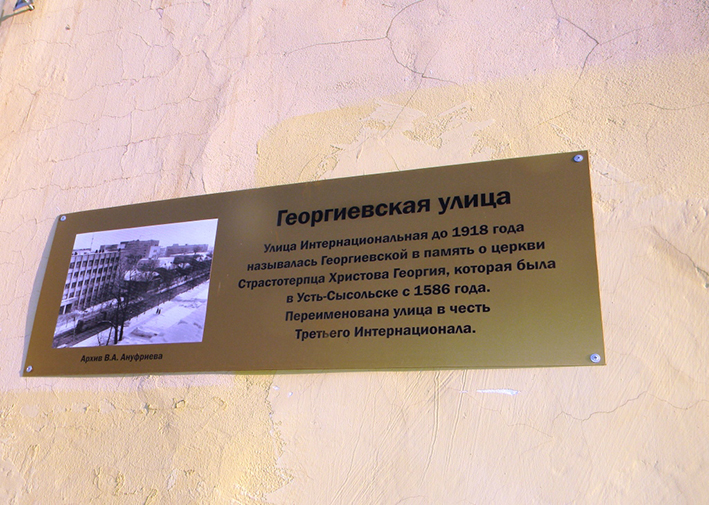 Георгиевская улица
Улица Интернациональная до 1918 года
называлась Георгиевской в память о церкви
Страстотерпца Христова Георгия, которая была
в Усть-Сысольске с 1586 года.
Переименована улица в честь
Третьего Интернационала.
Архив В.А. Ануфриева